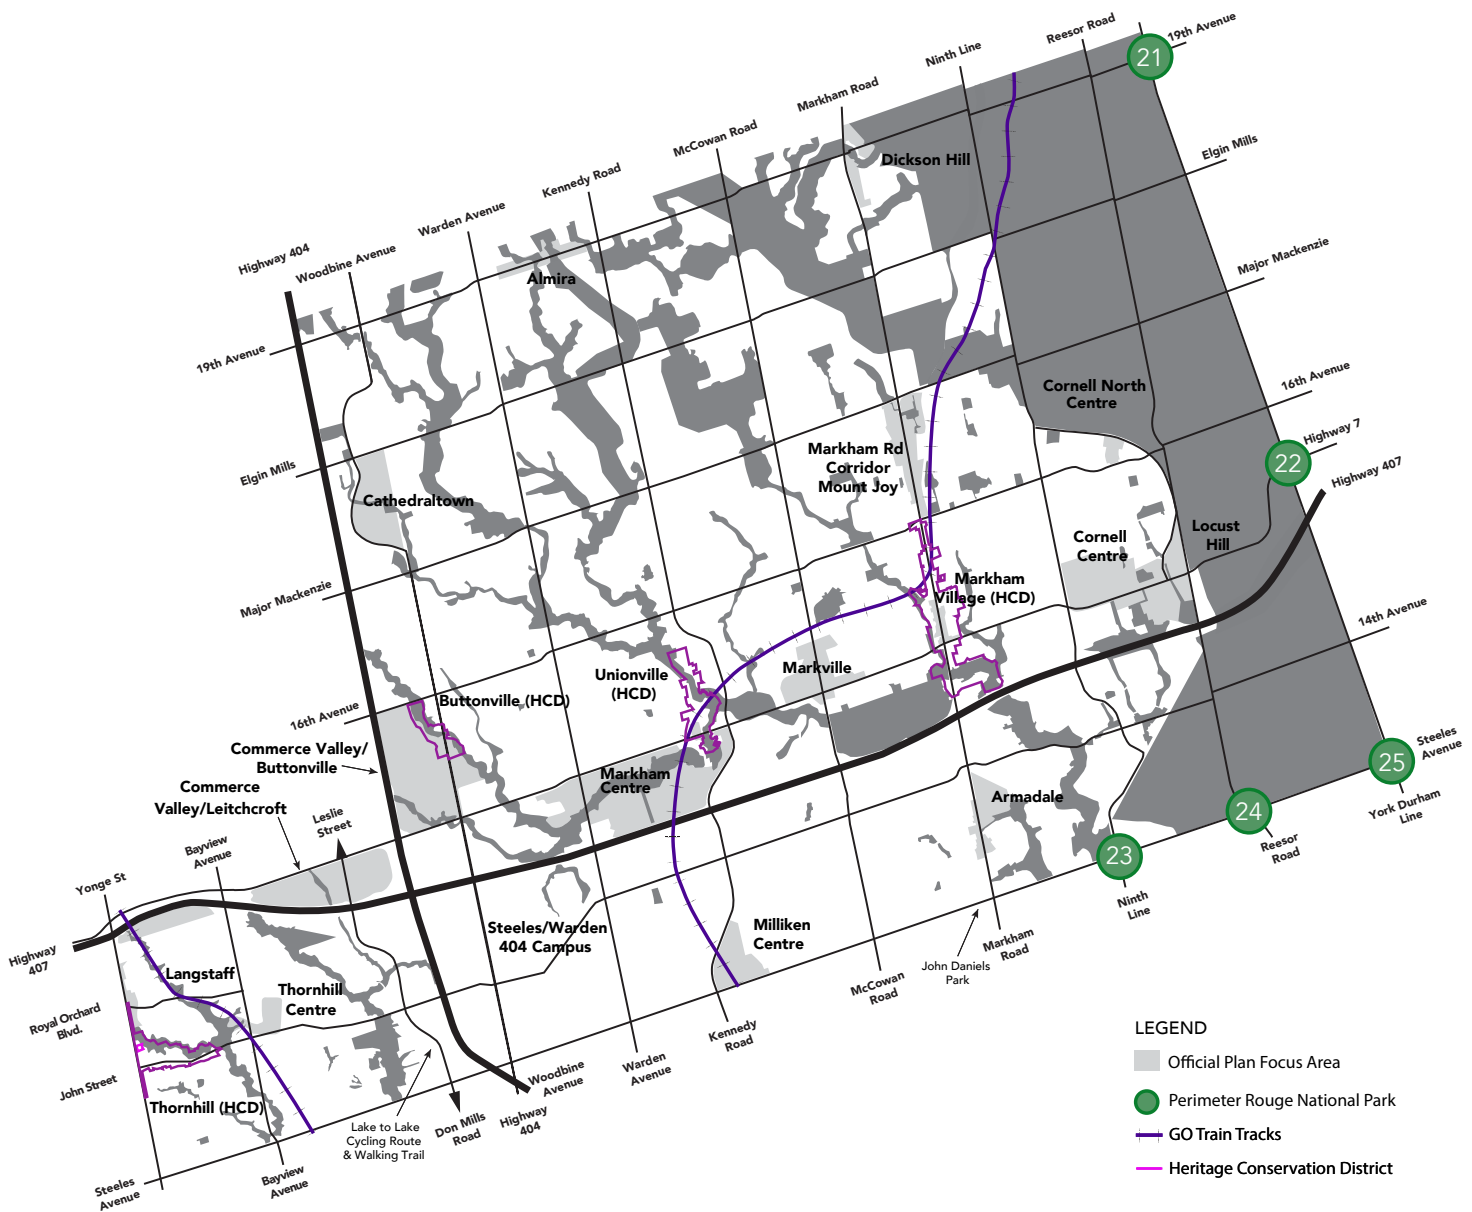 Reesor Road
19th Avenue
21
Ninth Line
Markham Road
McCowan Road
Kennedy Road
Warden Avenue
Woodbine Avenue
Highway 404
Dickson Hill
Elgin Mills
Almira
Major Mackenzie
19th Avenue
Cornell North
Centre
16th Avenue
Highway 7
22
Highway 407
Markham Rd
Corridor
Mount Joy
Elgin Mills
Cathedraltown
Locust
Hill
Cornell
Centre
Major Mackenzie
Markham
Village (HCD)
14th Avenue
Unionville
(HCD)
Markville
Buttonville (HCD)
16th Avenue
Commerce Valley/
Buttonville
Markham
Centre
Steeles
Avenue
25
York Durham
Line
Commerce
Valley/Leitchcroft
Leslie
Street
Armadale
24
Reesor
Road
Bayview
Avenue
23
Ninth
Line
Yonge St
Highway
407
Steeles/Warden
404 Campus
Milliken
Centre
Markham
Road
John Daniels
Park
McCowan
Road
Langstaff
Thornhill
Centre
Royal Orchard
Blvd.
Kennedy
Road
Warden
Avenue
Woodbine
Avenue
Highway
404
John Street
Thornhill (HCD)
Lake to Lake
Cycling Route
& Walking Trail
Don Mills
Road
Steeles
Avenue
Bayview
Avenue
LEGEND
Official Plan Focus Area
Perimeter Rouge National Park
GO Train Tracks
Heritage Conservation District